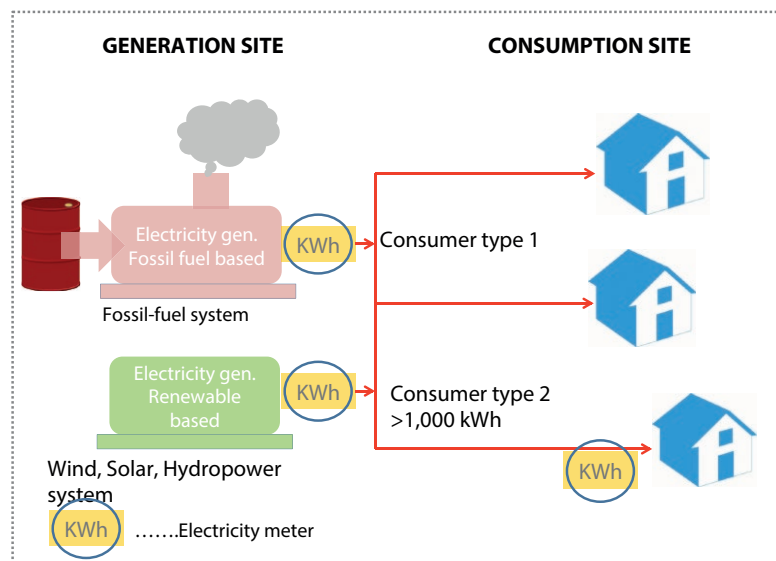 GENERATION SITE
CONSUMPTION SITE
Electricity gen.
Fossil fuel based
KWh
Consumer type 1
Fossil-fuel system
Electricity gen.
Renewable
based
KWh
Consumer type 2
>1,000 kWh
KWh
Wind, Solar, Hydropower
system
KWh
.......Electricity meter